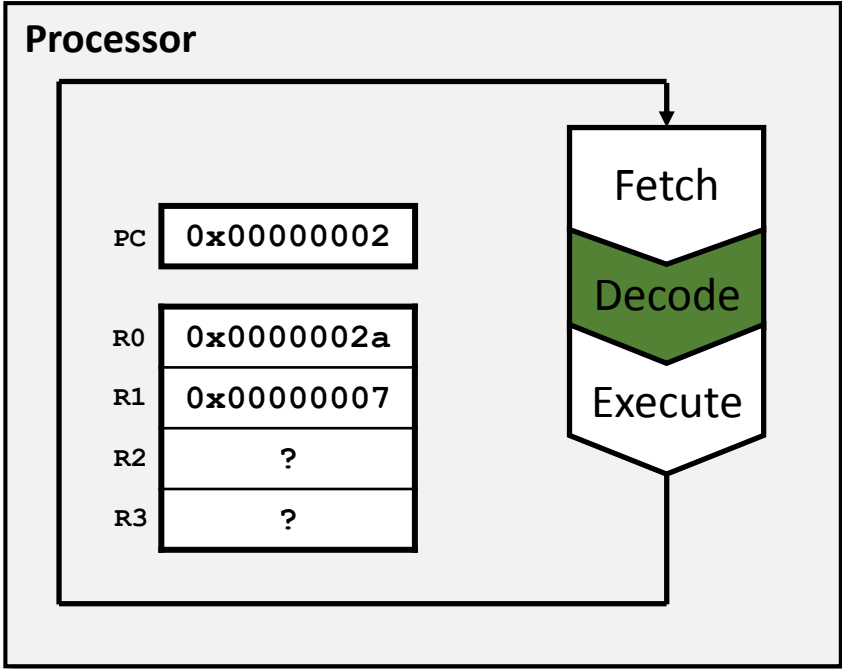 Processor
Fetch
PC 0x00000002
Decode
R0 0x0000002a
R1 0x00000007
Execute
R2 ?
R3 ?